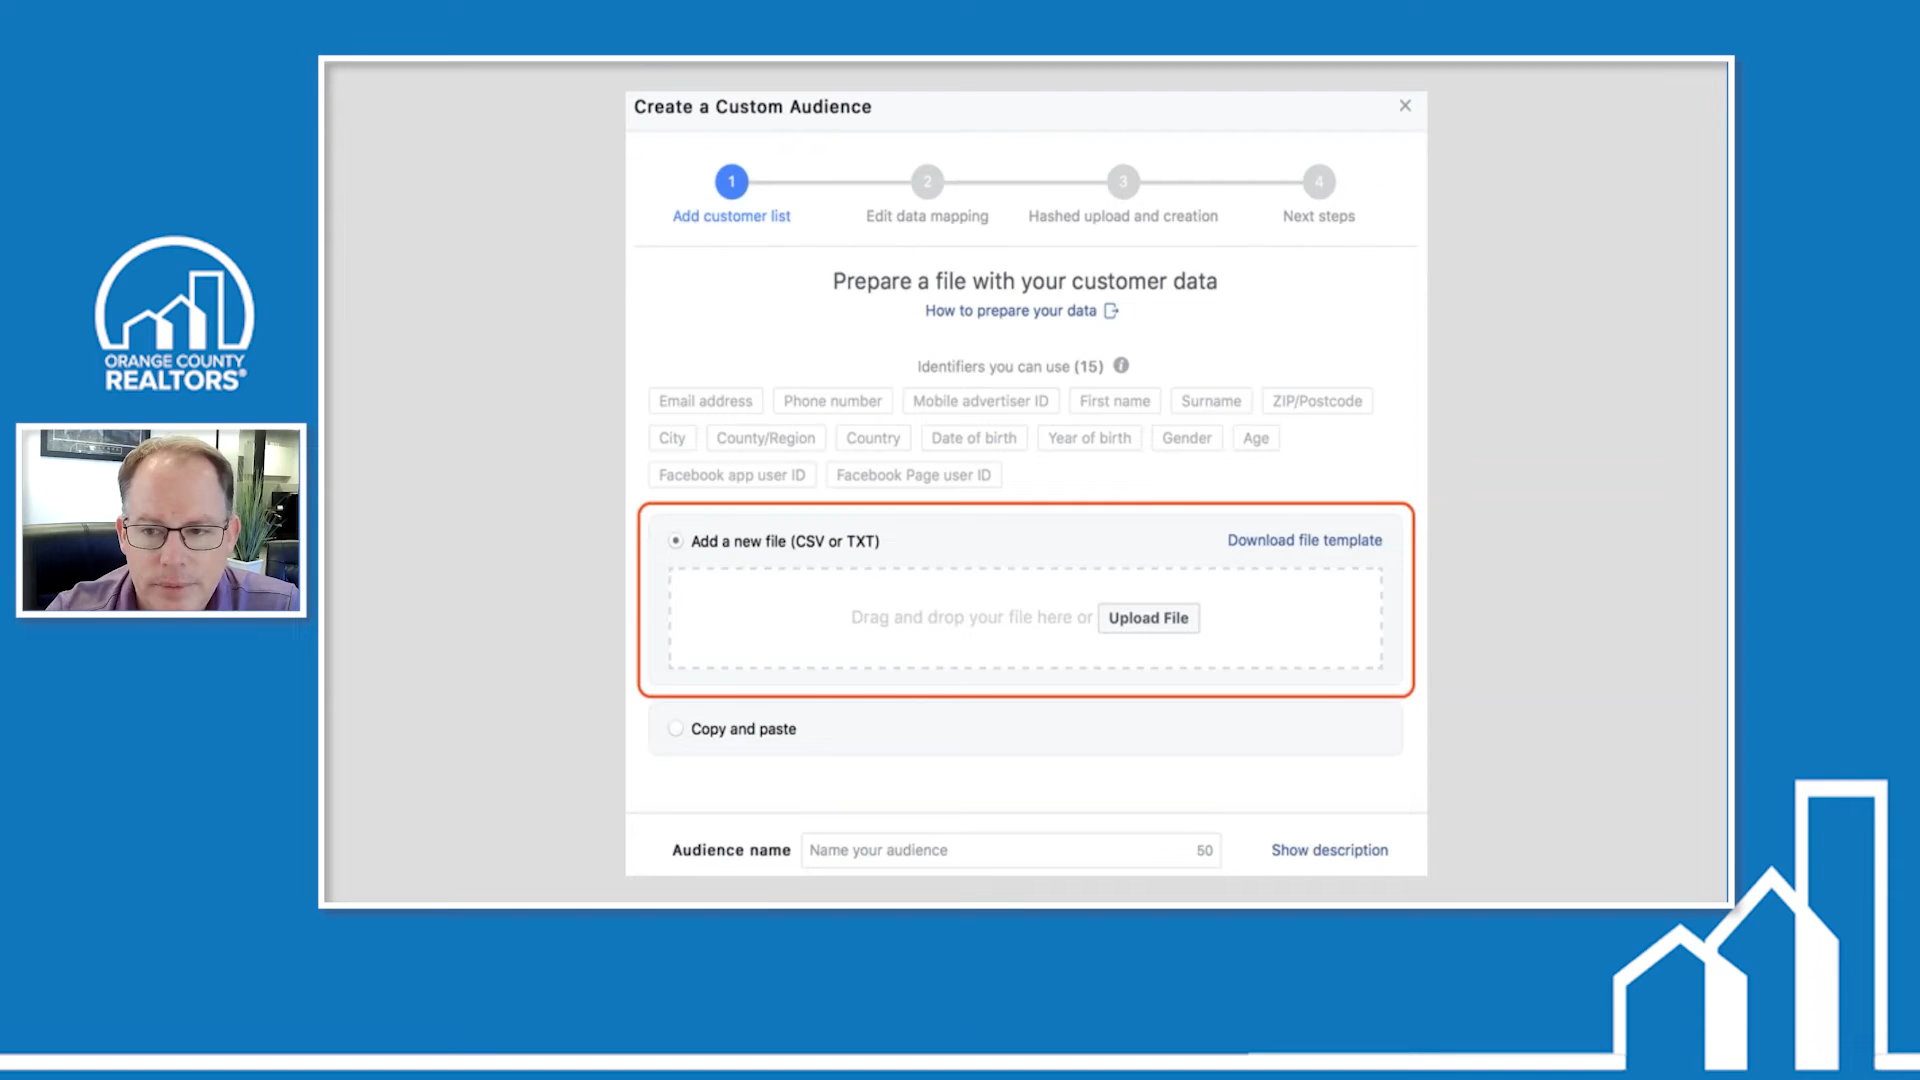 Create a Custom Audience
1
2
3
4
Add customer list
Edit data mapping
Hashed upload and creation
Next steps
Prepare a file with your customer data
How to prepare your data
Identifiers you can use (15)
Email address
Phone number
Mobile advertiser ID
First name
Surname
ZIP/Postcode
City
County/Region
Country
Date of birth
Year of birth
Gender
Age
Facebook app user ID
Facebook Page user ID
Add a new file (CSV or TXT)
Download file template
Drag and drop your file here or Upload File
Copy and paste
Audience name
Name your audience
50
Show description
ORANGE COUNTY
REALTORS®